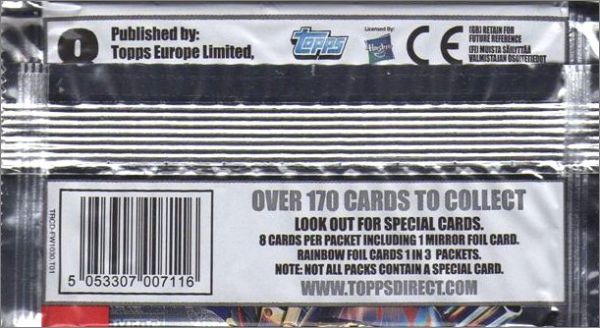 Published by:
Topps Europe Limited,
topps
Licensed By:
Hasbro
CE
(GB) RETAIN FOR
FUTURE REFERENCE
(FI) MUISTA SÄILYTTÄÄ
VALMISTAJAN OSOITETIEDOT
OVER 170 CARDS TO COLLECT
LOOK OUT FOR SPECIAL CARDS.
8 CARDS PER PACKET INCLUDING 1 MIRROR FOIL CARD.
RAINBOW FOIL CARDS 1 IN 3 PACKETS.
NOTE: NOT ALL PACKS CONTAIN A SPECIAL CARD.
WWW.TOPPSDIRECT.COM
TRCD-FW1030.T01
5 053307 007116